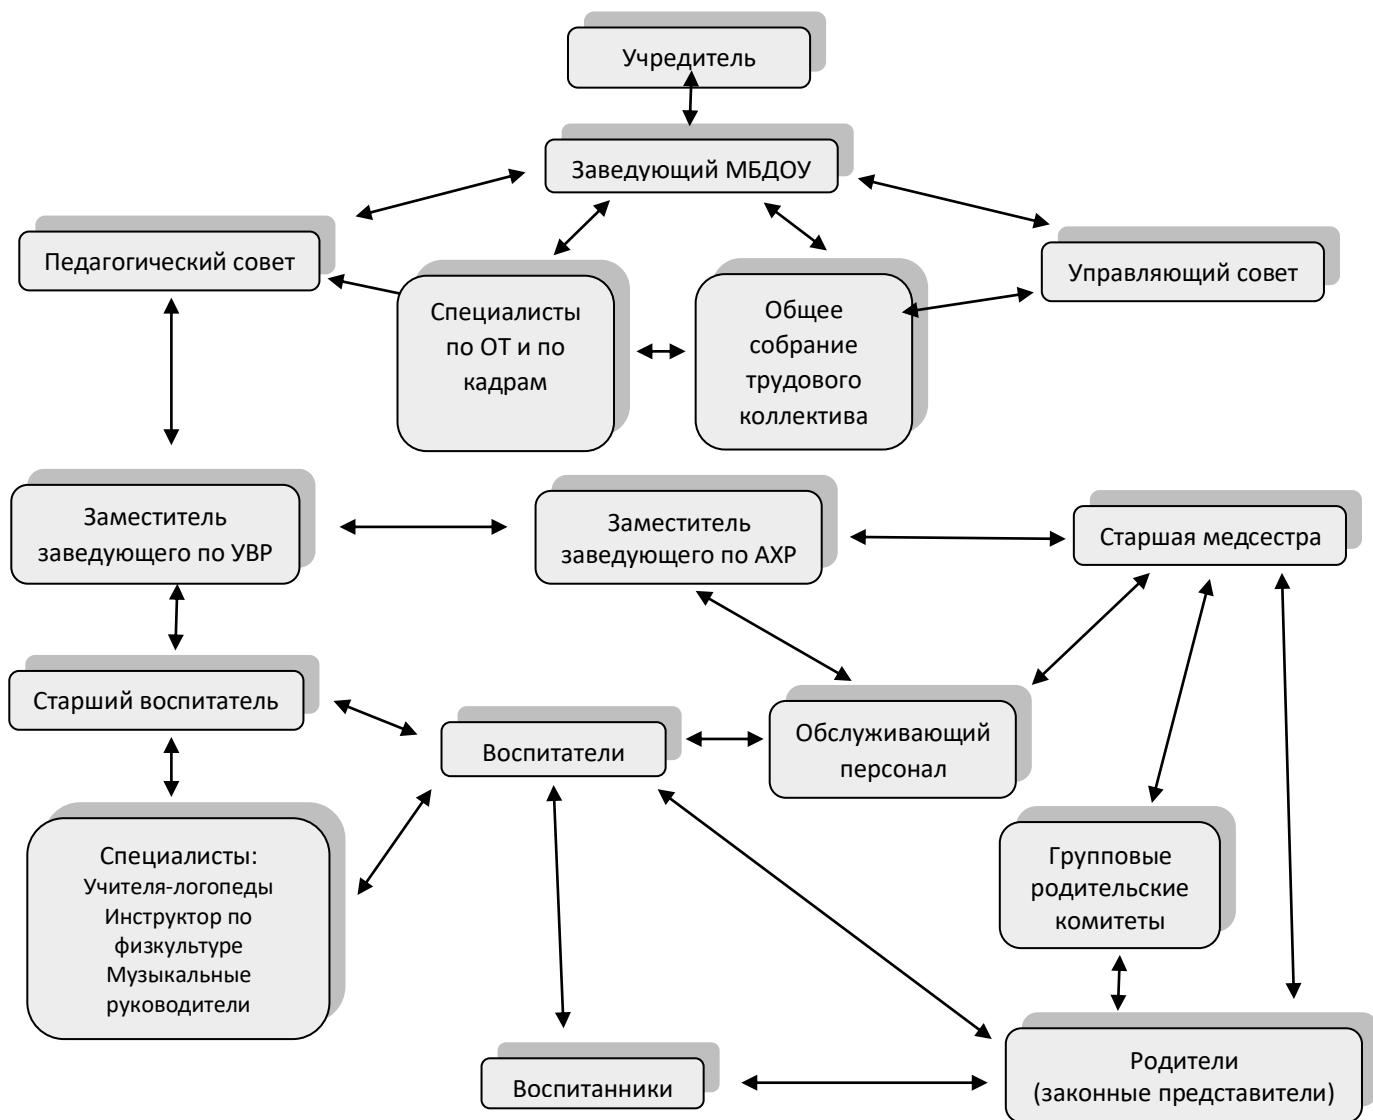 Учредитель
Заведующий МБДОУ
Педагогический совет
Управляющий совет
Специалисты
по ОТ и по
кадрам
Общее
собрание
трудового
коллектива
Заместитель
заведующего по УВР
Заместитель
заведующего по АХР
Старшая медсестра
Старший воспитатель
Воспитатели
Обслуживающий
персонал
Специалисты:
Учителя-логопеды
Инструктор по
физкультуре
Музыкальные
руководители
Групповые
родительские
комитеты
Воспитанники
Родители
(законные представители)